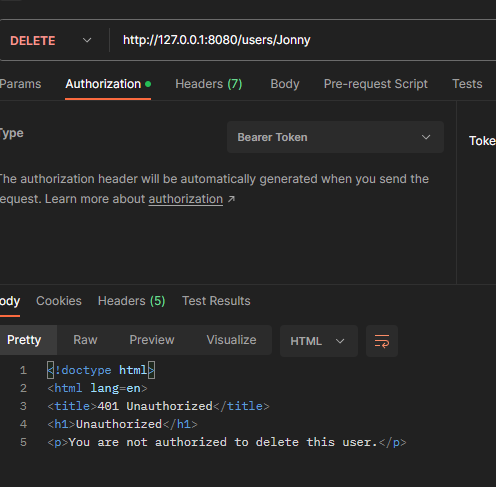 DELETE http://127.0.0.1:8080/users/Jonny
Params Authorization Headers (7) Body Pre-request Script Tests
Type Bearer Token Toke
The authorization header will be automatically generated when you send the
request. Learn more about authorization ↗
ody Cookies Headers (5) Test Results
Pretty Raw Preview Visualize HTML
1 <!doctype html>
2 <html lang=en>
3 <title>401 Unauthorized</title>
4 <h1>Unauthorized</h1>
5 <p>You are not authorized to delete this user.</p>